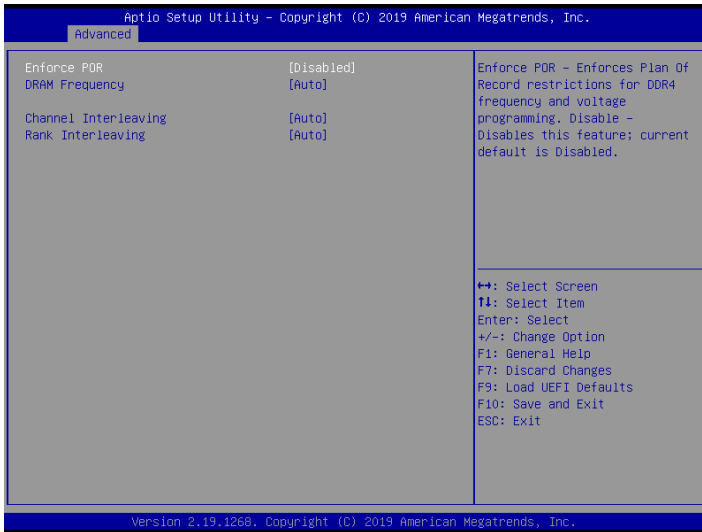 Aptio Setup Utility – Copyright (C) 2019 American Megatrends, Inc.
Advanced
Enforce POR [Disabled]
DRAM Frequency [Auto]
Channel Interleaving [Auto]
Rank Interleaving [Auto]
Enforce POR – Enforces Plan Of
Record restrictions for DDR4
frequency and voltage
programming. Disable –
Disables this feature; current
default is Disabled.
↔: Select Screen
↑↓: Select Item
Enter: Select
+/-: Change Option
F1: General Help
F7: Discard Changes
F9: Load UEFI Defaults
F10: Save and Exit
ESC: Exit
Version 2.19.1268. Copyright (C) 2019 American Megatrends, Inc.